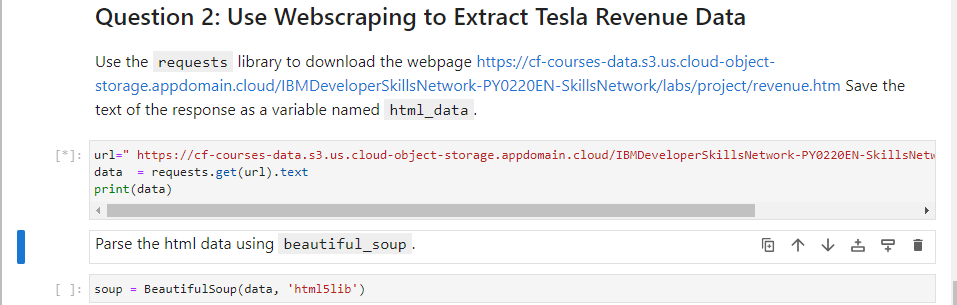 Question 2: Use Webscraping to Extract Tesla Revenue Data
Use the requests library to download the webpage https://cf-courses-data.s3.us.cloud-object-
storage.appdomain.cloud/IBMDeveloperSkillsNetwork-PY0220EN-SkillsNetwork/labs/project/revenue.htm Save the
text of the response as a variable named html_data.
[*]: url=" https://cf-courses-data.s3.us.cloud-object-storage.appdomain.cloud/IBMDeveloperSkillsNetwork-PY0220EN-SkillsNetw
data  = requests.get(url).text
print(data)
Parse the html data using beautiful_soup.
[ ]: soup = BeautifulSoup(data, 'html5lib')